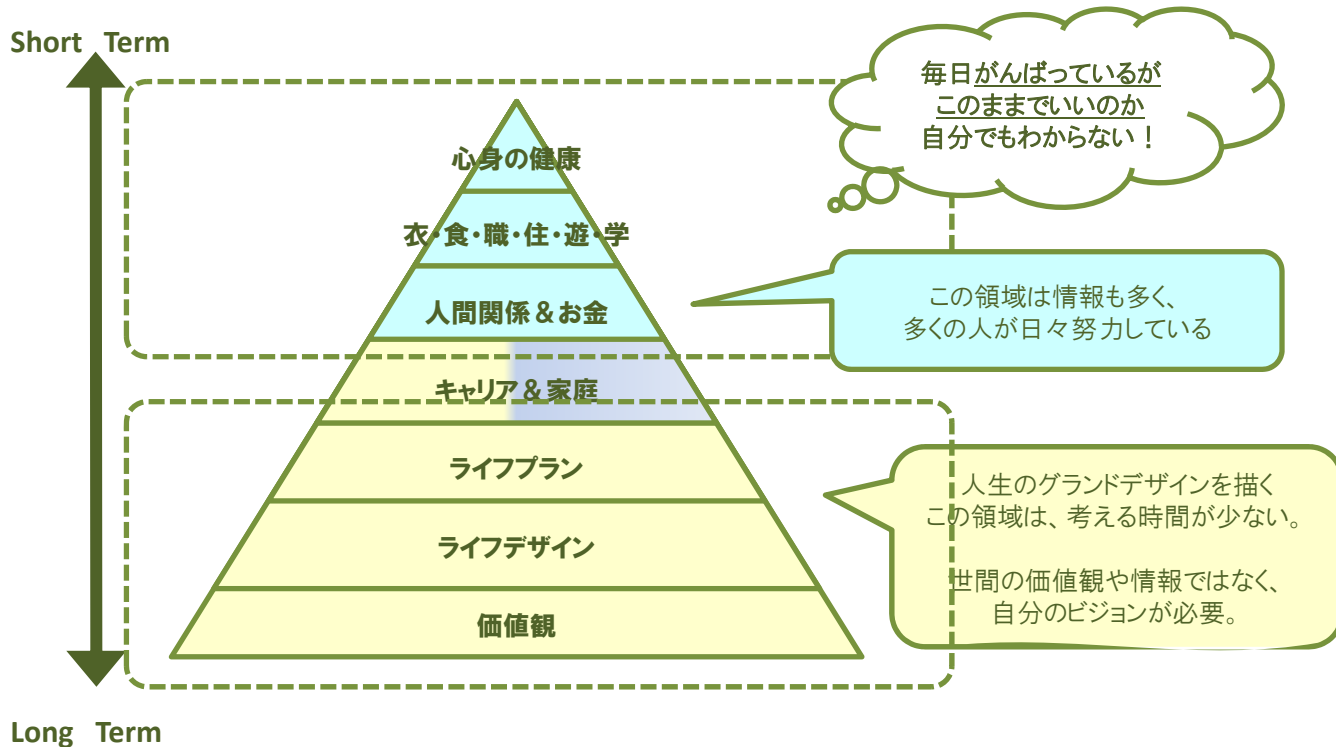 Short Term
毎日がんばっているが
このままでいいのか
自分でもわからない！
心身の健康
衣・食・職・住・遊・学
人間関係＆お金
この領域は情報も多く、
多くの人が日々努力している
キャリア＆家庭
ライフプラン
ライフデザイン
価値観
人生のグランドデザインを描く
この領域は、考える時間が少ない。
世間の価値観や情報ではなく、
自分のビジョンが必要。
Long Term